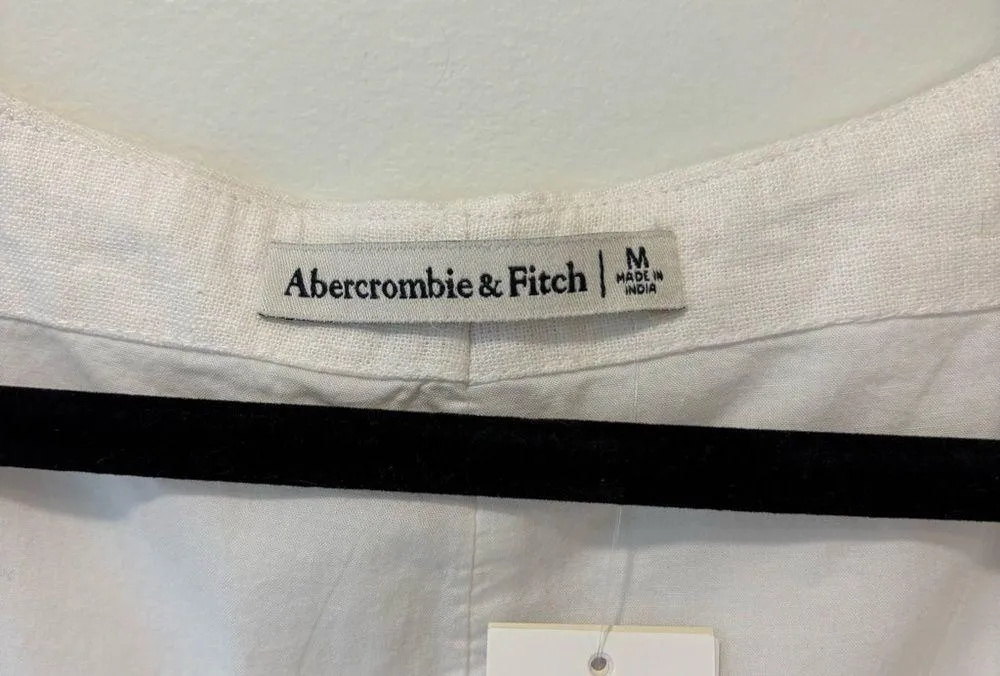 Abercrombie & Fitch | M
MADE IN
INDIA